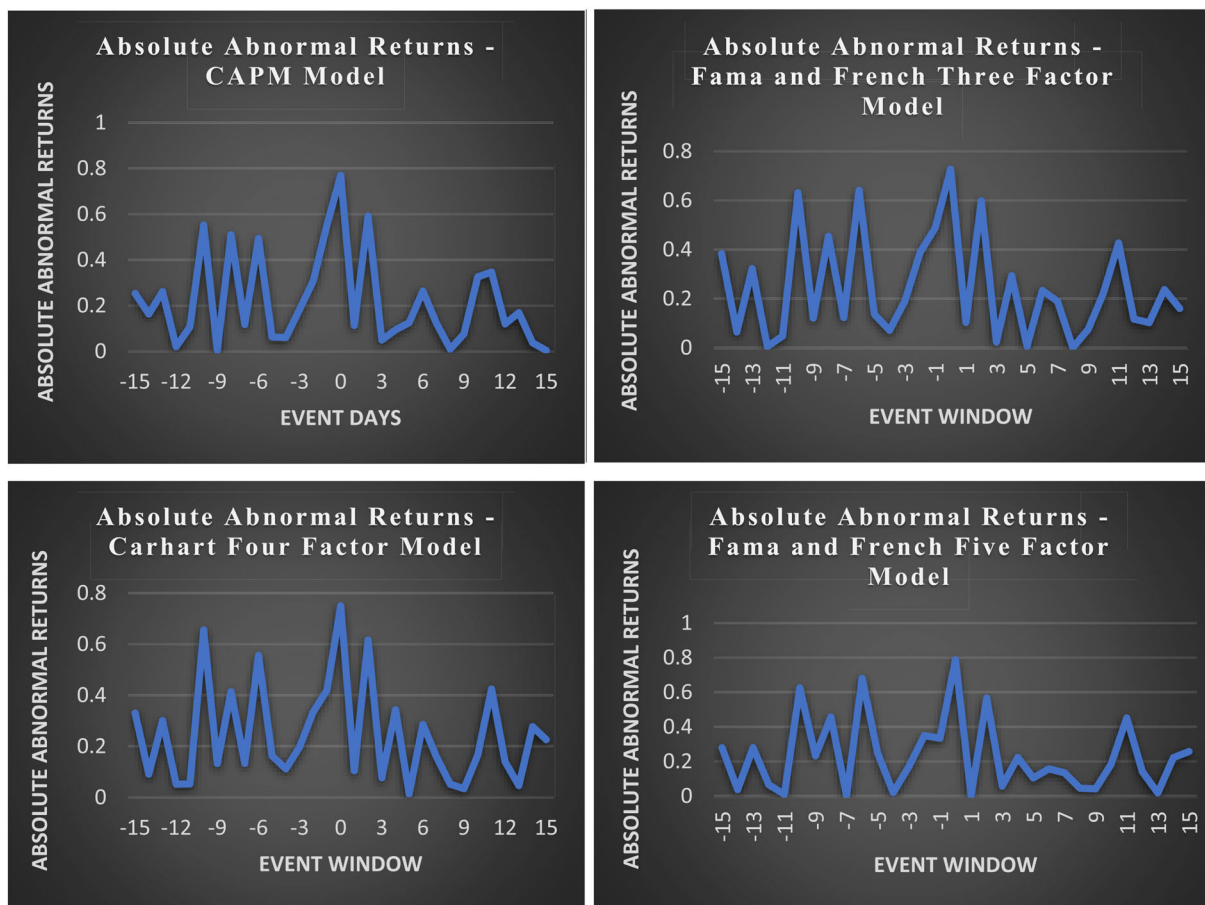 Absolute Abnormal Returns -
CAPM Model
ABSOLUTE ABNORMAL RETURNS
1
0.8
0.6
0.4
0.2
0
-15 -12 -9 -6 -3 0 3 6 9 12 15
EVENT DAYS
Absolute Abnormal Returns -
Fama and French Three Factor
Model
ABSOLUTE ABNORMAL RETURNS
0.8
0.6
0.4
0.2
0
-15 -13 -11 -9 -7 -5 -3 -1 1 3 5 7 9 11 13 15
EVENT WINDOW
Absolute Abnormal Returns -
Carhart Four Factor Model
ABSOLUTE ABNORMAL RETURNS
0.8
0.6
0.4
0.2
0
-15 -12 -9 -6 -3 0 3 6 9 12 15
EVENT WINDOW
Absolute Abnormal Returns -
Fama and French Five Factor
Model
ABSOLUTE ABNORMAL RETURNS
1
0.8
0.6
0.4
0.2
0
-15 -13 -11 -9 -7 -5 -3 -1 1 3 5 7 9 11 13 15
EVENT WINDOW